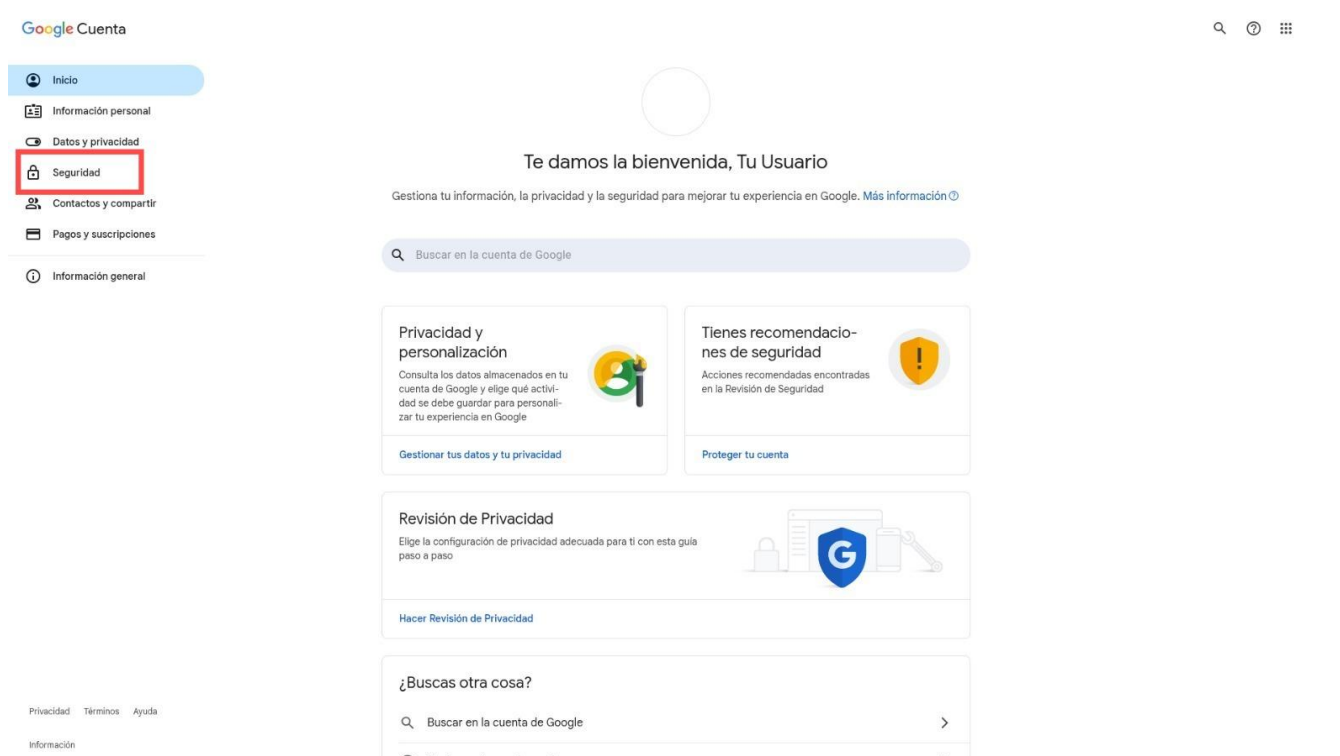 Google Cuenta
Inicio
Información personal
Datos y privacidad
Seguridad
Contactos y compartir
Pagos y suscripciones
Información general
Te damos la bienvenida, Tu Usuario
Gestiona tu información, la privacidad y la seguridad para mejorar tu experiencia en Google. Más información
Buscar en la cuenta de Google
Privacidad y
personalización
Consulta los datos almacenados en tu
cuenta de Google y elige qué activi-
dad se debe guardar para personali-
zar tu experiencia en Google
Gestionar tus datos y tu privacidad
Tienes recomendacio-
nes de seguridad
Acciones recomendadas encontradas
en la Revisión de Seguridad
Proteger tu cuenta
Revisión de Privacidad
Elige la configuración de privacidad adecuada para ti con esta guía
paso a paso
G
Hacer Revisión de Privacidad
¿Buscas otra cosa?
Buscar en la cuenta de Google
Privacidad Términos Ayuda
Información